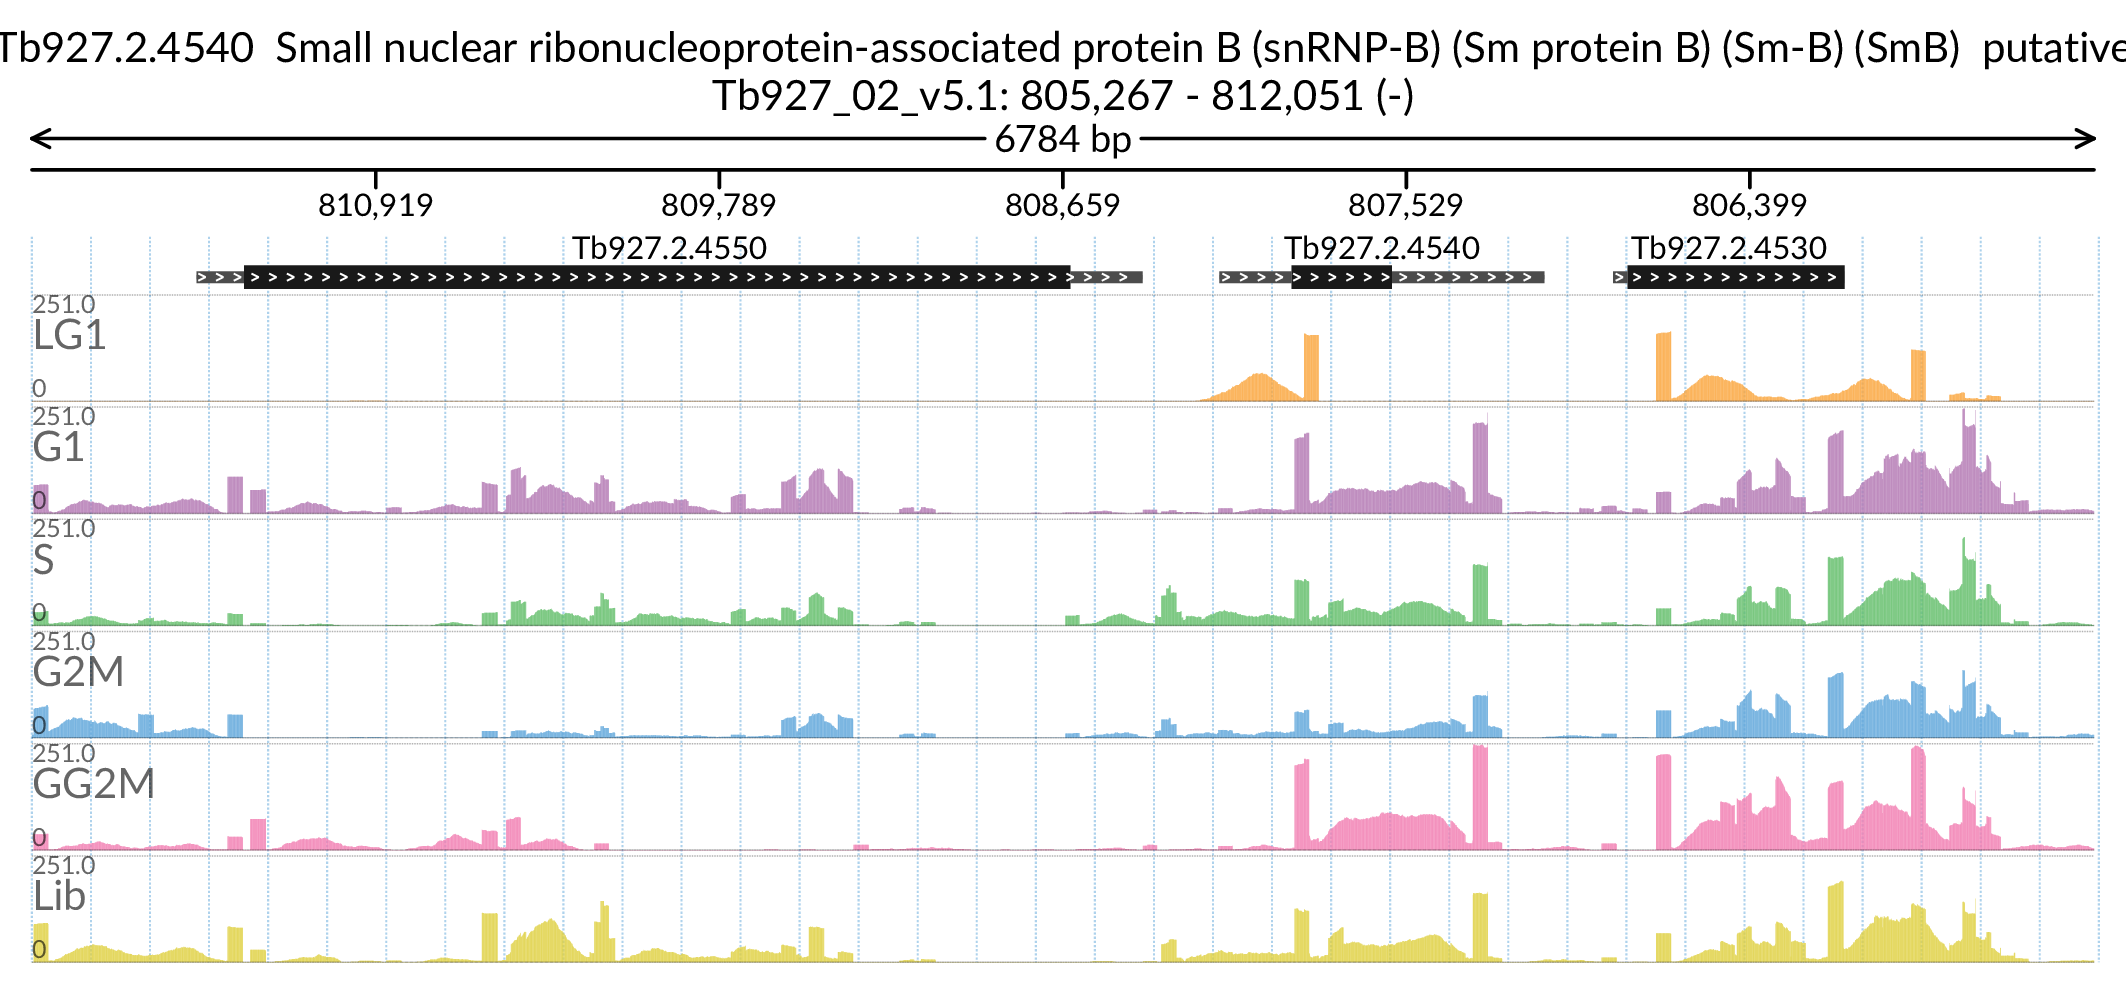 Tb927.2.4540 Small nuclear ribonucleoprotein-associated protein B (snRNP-B) (Sm protein B) (Sm-B) (SmB) putative
Tb927_02_v5.1: 805,267 - 812,051 (-)
6784 bp
810,919 809,789 808,659 807,529 806,399
Tb927.2.4550 Tb927.2.4540 Tb927.2.4530
251.0
LG1
0
251.0
G1
0
251.0
S
0
251.0
G2M
0
251.0
GG2M
0
251.0
Lib
0